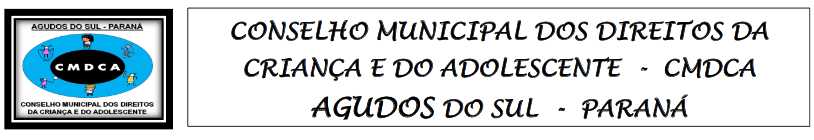 AGUDOS DO SUL - PARANÁ
CMDCA
CONSELHO MUNICIPAL DOS DIREITOS
DA CRIANÇA E DO ADOLESCENTE
CONSELHO MUNICIPAL DOS DIREITOS DA
CRIANÇA E DO ADOLESCENTE - CMDCA
AGUDOS DO SUL - PARANÁ